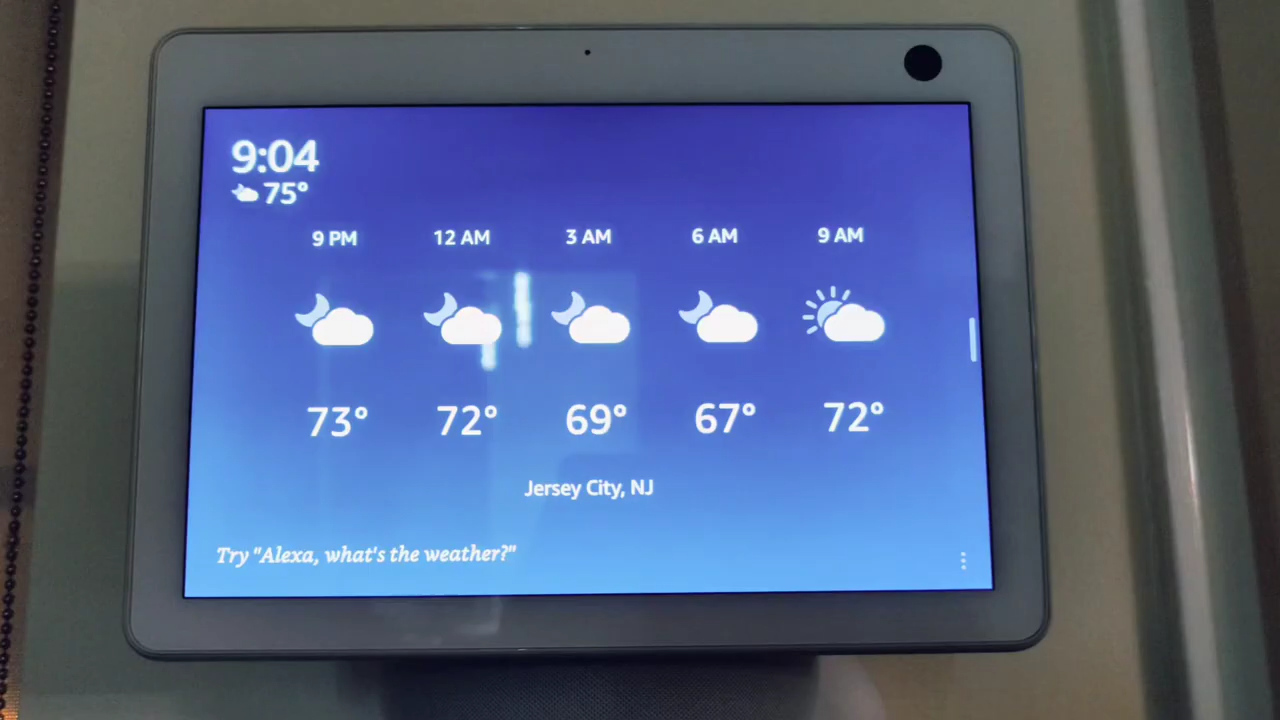 9:04
75°
9 PM 12 AM 3 AM 6 AM 9 AM
73° 72° 69° 67° 72°
Jersey City, NJ
Try "Alexa, what's the weather?"